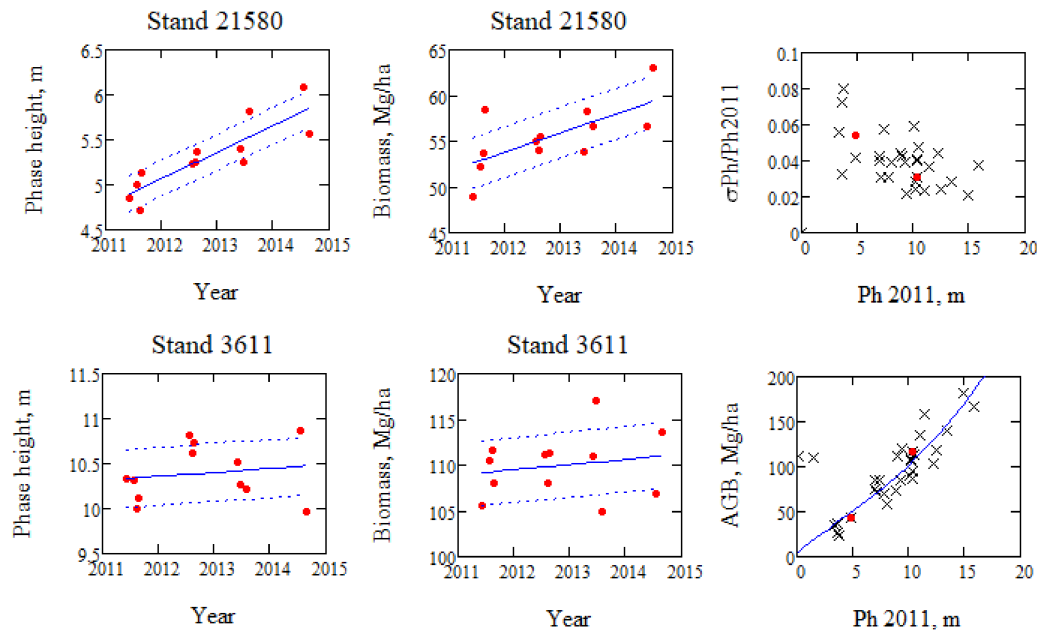 Stand 21580
Phase height, m
6.5
6
5.5
5
4.5
2011 2012 2013 2014 2015
Year
Stand 21580
Biomass, Mg/ha
65
60
55
50
45
2011 2012 2013 2014 2015
Year
σPh/Ph2011
0.1
0.08
0.06
0.04
0.02
0
0 5 10 15 20
Ph 2011, m
Stand 3611
Phase height, m
11.5
11
10.5
10
9.5
2011 2012 2013 2014 2015
Year
Stand 3611
Biomass, Mg/ha
120
115
110
105
100
2011 2012 2013 2014 2015
Year
AGB, Mg/ha
200
150
100
50
0
0 5 10 15 20
Ph 2011, m